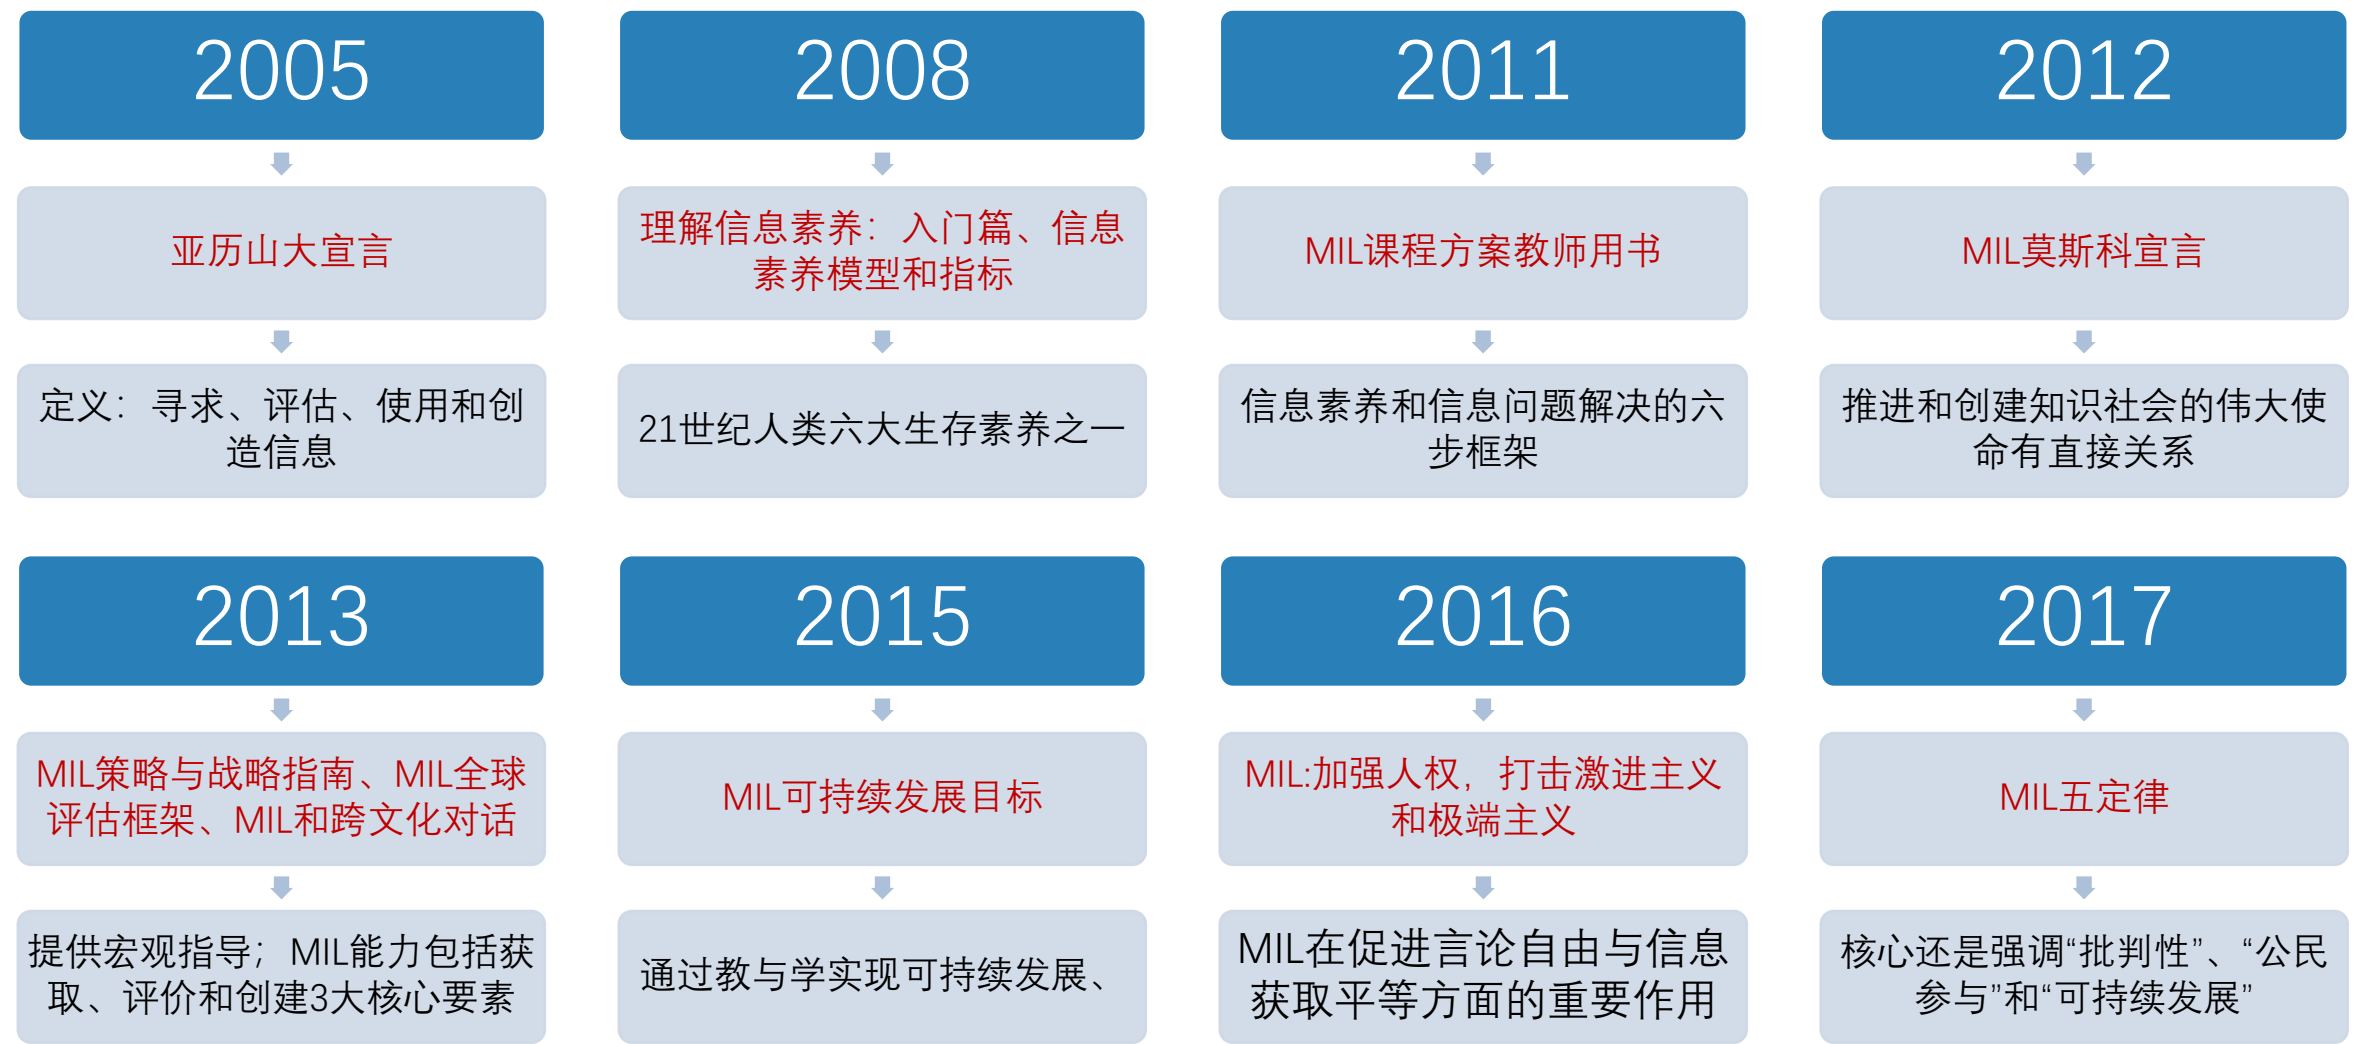 2005
2008
2011
2012
亚历山大宣言
理解信息素养：入门篇、信息
素养模型和指标
MIL课程方案教师用书
MIL莫斯科宣言
定义：寻求、评估、使用和创
造信息
21世纪人类六大生存素养之一
信息素养和信息问题解决的六
步框架
推进和创建知识社会的伟大使
命有直接关系
2013
2015
2016
2017
MIL策略与战略指南、MIL全球
评估框架、MIL和跨文化对话
MIL可持续发展目标
MIL:加强人权，打击激进主义
和极端主义
MIL五定律
提供宏观指导；MIL能力包括获
取、评价和创建3大核心要素
通过教与学实现可持续发展、
MIL在促进言论自由与信息
获取平等方面的重要作用
核心还是强调“批判性”、“公民
参与”和“可持续发展”